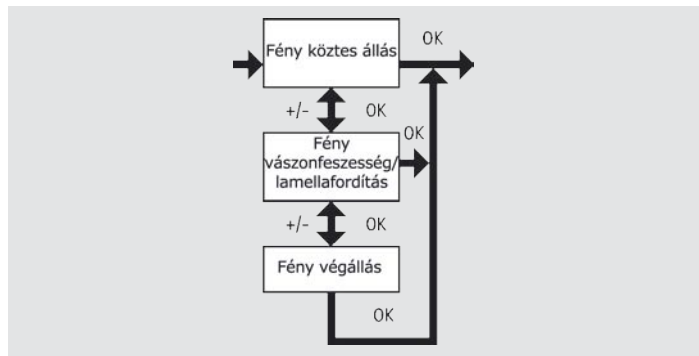 Fény köztes állás
OK
+/-
OK
Fény
vászonfeszesség/
lamellafordítás
OK
+/-
OK
Fény végállás
OK